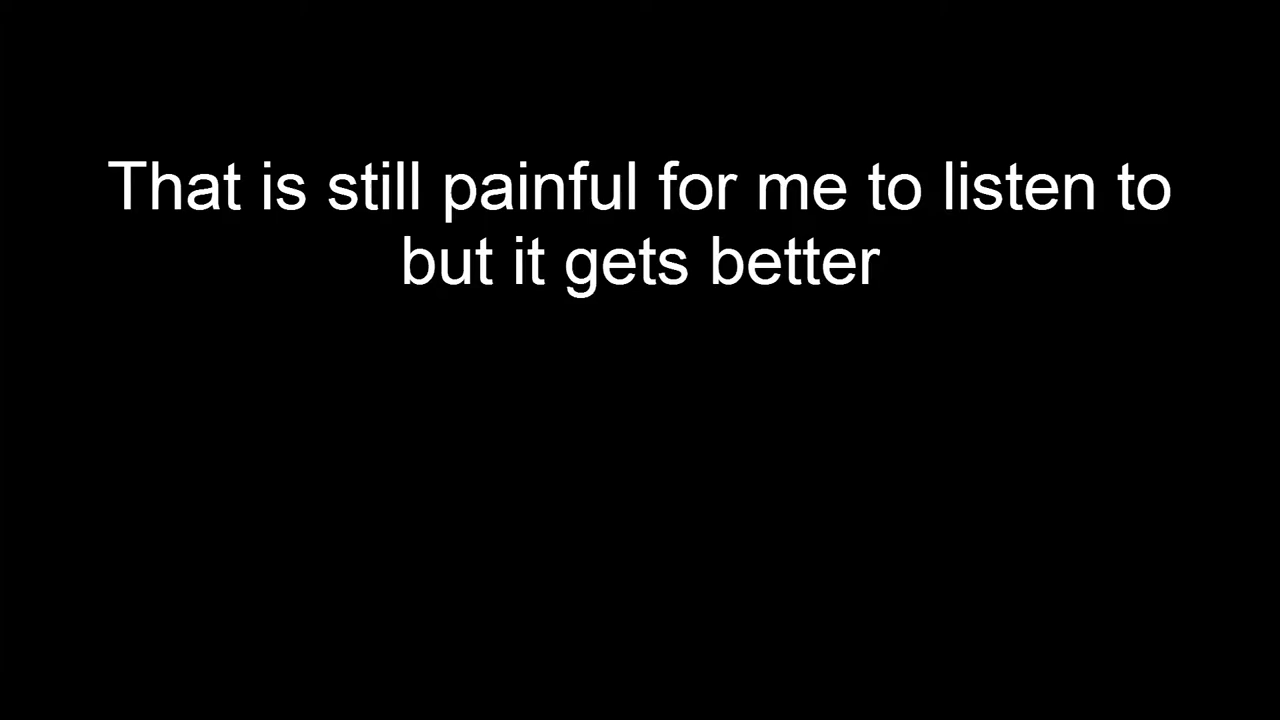 That is still painful for me to listen to
but it gets better